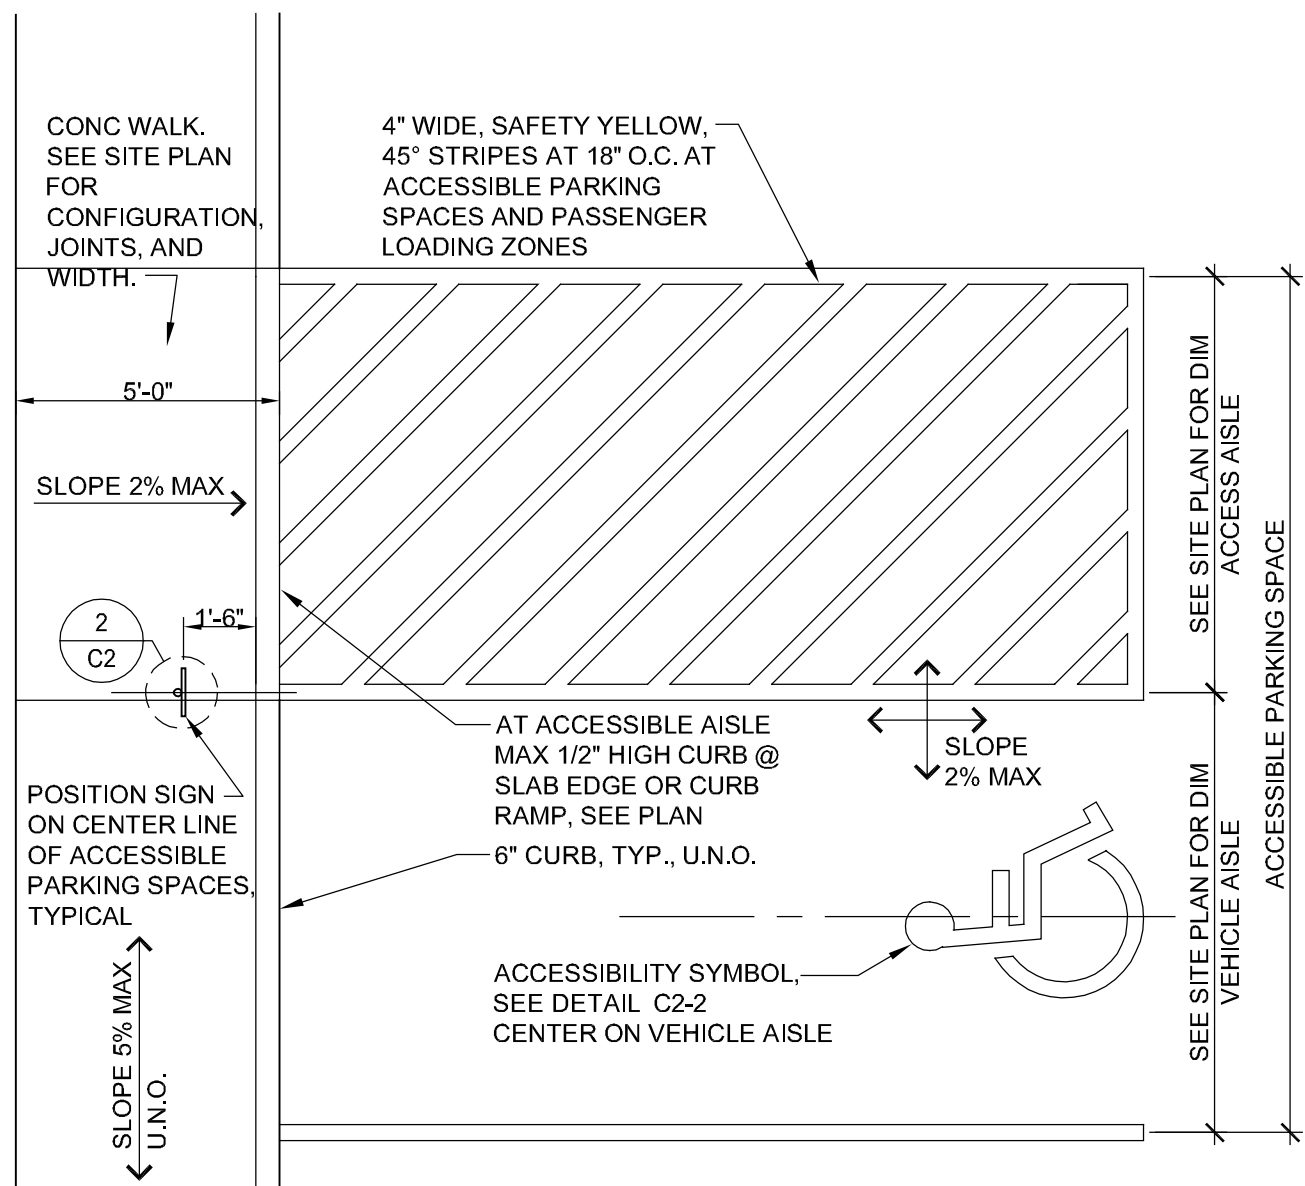 CONC WALK.
SEE SITE PLAN
FOR
CONFIGURATION,
JOINTS, AND
WIDTH.
4" WIDE, SAFETY YELLOW,
45° STRIPES AT 18" O.C. AT
ACCESSIBLE PARKING
SPACES AND PASSENGER
LOADING ZONES
5'-0"
SLOPE 2% MAX
2
C2
1'-6"
POSITION SIGN
ON CENTER LINE
OF ACCESSIBLE
PARKING SPACES,
TYPICAL
SLOPE 5% MAX
U.N.O.
AT ACCESSIBLE AISLE
MAX 1/2" HIGH CURB @
SLAB EDGE OR CURB
RAMP, SEE PLAN
6" CURB, TYP., U.N.O.
SLOPE
2% MAX
ACCESSIBILITY SYMBOL,
SEE DETAIL C2-2
CENTER ON VEHICLE AISLE
SEE SITE PLAN FOR DIM
ACCESS AISLE
SEE SITE PLAN FOR DIM
VEHICLE AISLE
ACCESSIBLE PARKING SPACE